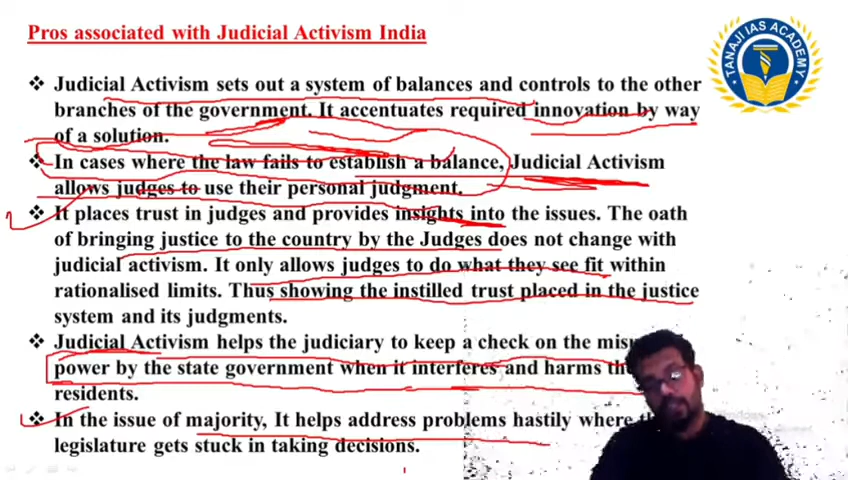 Pros associated with Judicial Activism India
TANAJI IAS ACADEMY
❖ Judicial Activism sets out a system of balances and controls to the other
branches of the government. It accentuates required innovation by way
of a solution.
❖ In cases where the law fails to establish a balance, Judicial Activism
allows judges to use their personal judgment.
❖ It places trust in judges and provides insights into the issues. The oath
of bringing justice to the country by the Judges does not change with
judicial activism. It only allows judges to do what they see fit within
rationalised limits. Thus showing the instilled trust placed in the justice
system and its judgments.
❖ Judicial Activism helps the judiciary to keep a check on the
power by the state government when it interferes and harms
residents.
❖ In the issue of majority, It helps address problems hastily where
legislature gets stuck in taking decisions.